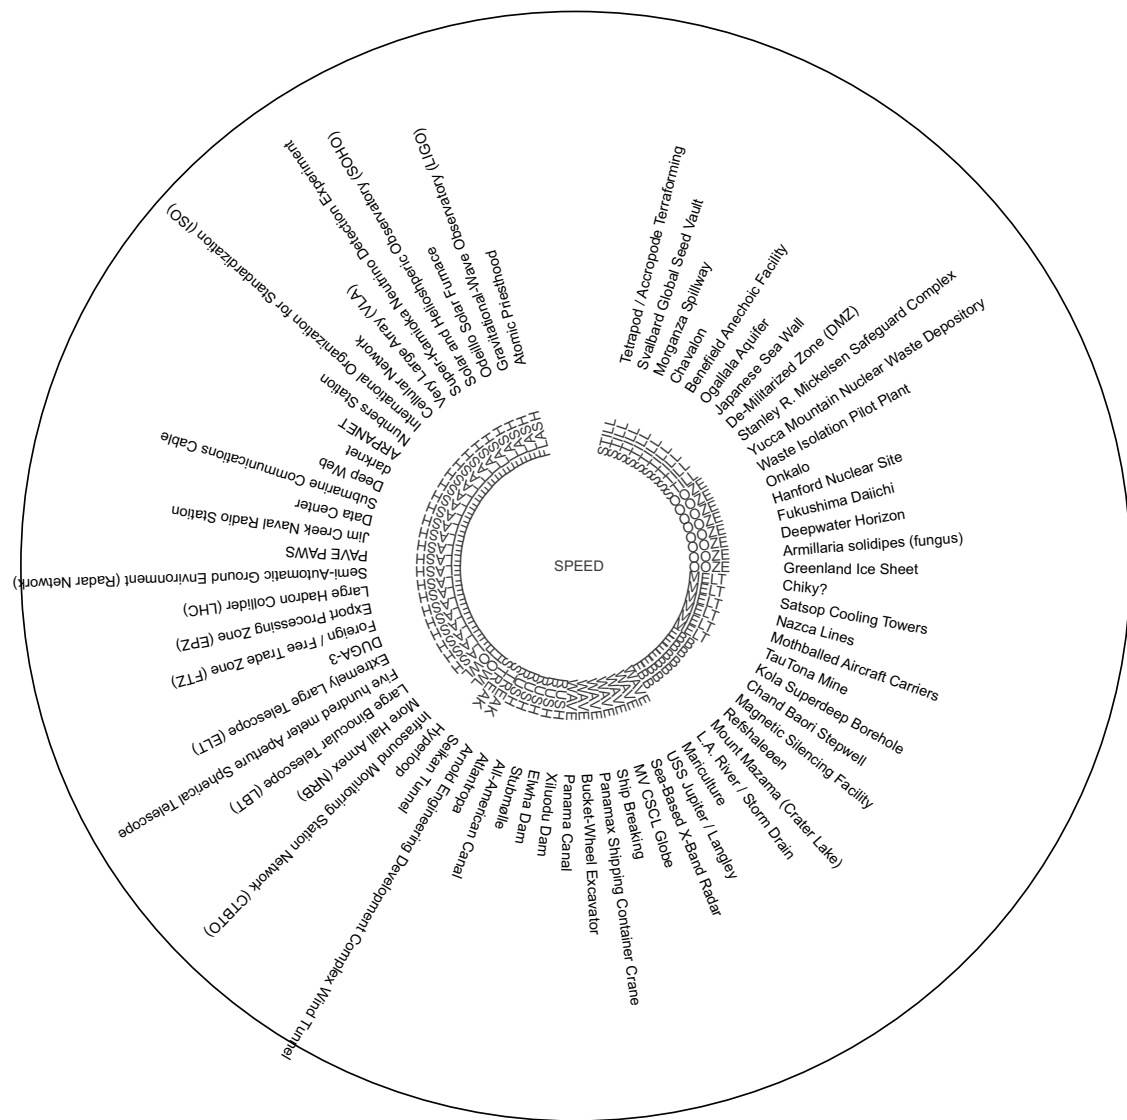 Tetrapod / Accropode Terraforming
Svalbard Global Seed Vault
Morganza Spillway
Chavalon
Benefield Anechoic Facility
Ogallala Aquifer
Japanese Sea Wall
De-Militarized Zone (DMZ)
Stanley R. Mickelsen Safeguard Complex
Yucca Mountain Nuclear Waste Depository
Waste Isolation Pilot Plant
Onkalo
Hanford Nuclear Site
Fukushima Daiichi
Deepwater Horizon
Armillaria solidipes (fungus)
Greenland Ice Sheet
Chiky?
Satsop Cooling Towers
Nazca Lines
Mothballed Aircraft Carriers
TauTona Mine
Kola Superdeep Borehole
Chand Baori Stepwell
Magnetic Silencing Facility
Refshaleøen
Mount Mazama (Crater Lake)
L.A. River / Storm Drain
Mariculture
USS Jupiter / Langley
Sea-Based X-Band Radar
MV CSCL Globe
Ship Breaking
Panamax Shipping Container Crane
Bucket-Wheel Excavator
Panama Canal
Xiluodu Dam
Elwha Dam
Stubmølle
All-American Canal
Atlantropa
Arnold Engineering Development Complex Wind Tunnel
Seikan Tunnel
Hyperloop
Infrasound Monitoring Station Network (CTBTO)
More Hall Annex (NRB)
Large Binocular Telescope (LBT)
Five hundred meter Aperture Spherical Telescope
Extremely Large Telescope (ELT)
DUGA-3
Foreign / Free Trade Zone (FTZ)
Export Processing Zone (EPZ)
Large Hadron Collider (LHC)
Semi-Automatic Ground Environment (Radar Network)
PAVE PAWS
Jim Creek Naval Radio Station
Data Center
Submarine Communications Cable
Deep Web
darknet
ARPANET
Numbers Station
International Organization for Standardization (ISO)
Cellular Network
Very Large Array (VLA)
Super-Kamioka Neutrino Detection Experiment
Solar and Helioshperic Observatory (SOHO)
Odeillo Solar Furnace
Gravitational-Wave Observatory (LIGO)
Atomic Priesthood
SPEED